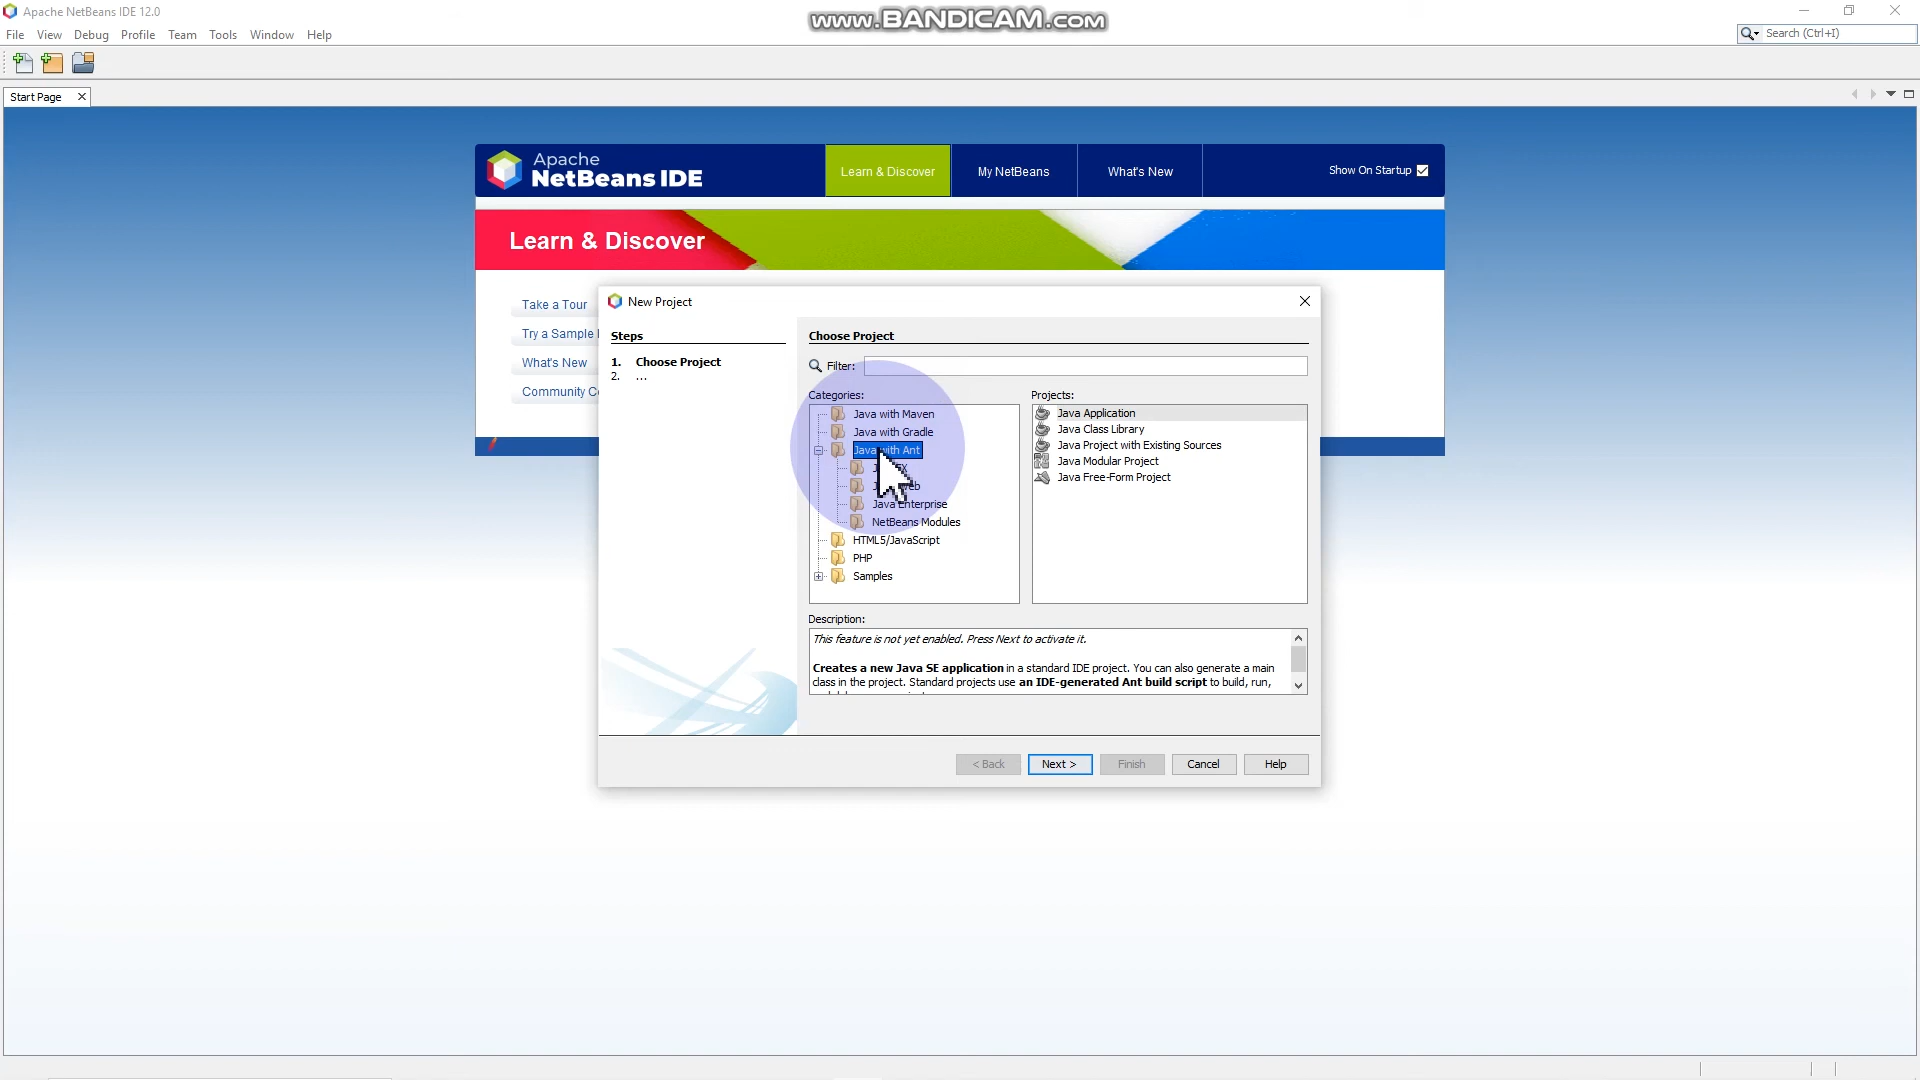 Apache NetBeans IDE 12.0
www.BANDICAM.com
File View Debug Profile Team Tools Window Help
Search (Ctrl+I)
Start Page
Apache
NetBeans IDE
Learn & Discover
My NetBeans
What's New
Show On Startup
Learn & Discover
Take a Tour
Try a Sample
What's New
Community
New Project
Steps
1. Choose Project
2. ...
Choose Project
Filter:
Categories:
Java with Maven
Java with Gradle
Java with Ant
Java Enterprise
NetBeans Modules
HTML5/JavaScript
PHP
Samples
Projects:
Java Application
Java Class Library
Java Project with Existing Sources
Java Modular Project
Java Free-Form Project
Description:
This feature is not yet enabled. Press Next to activate it.
Creates a new Java SE application in a standard IDE project. You can also generate a main
class in the project. Standard projects use an IDE-generated Ant build script to build, run,
< Back
Next >
Finish
Cancel
Help